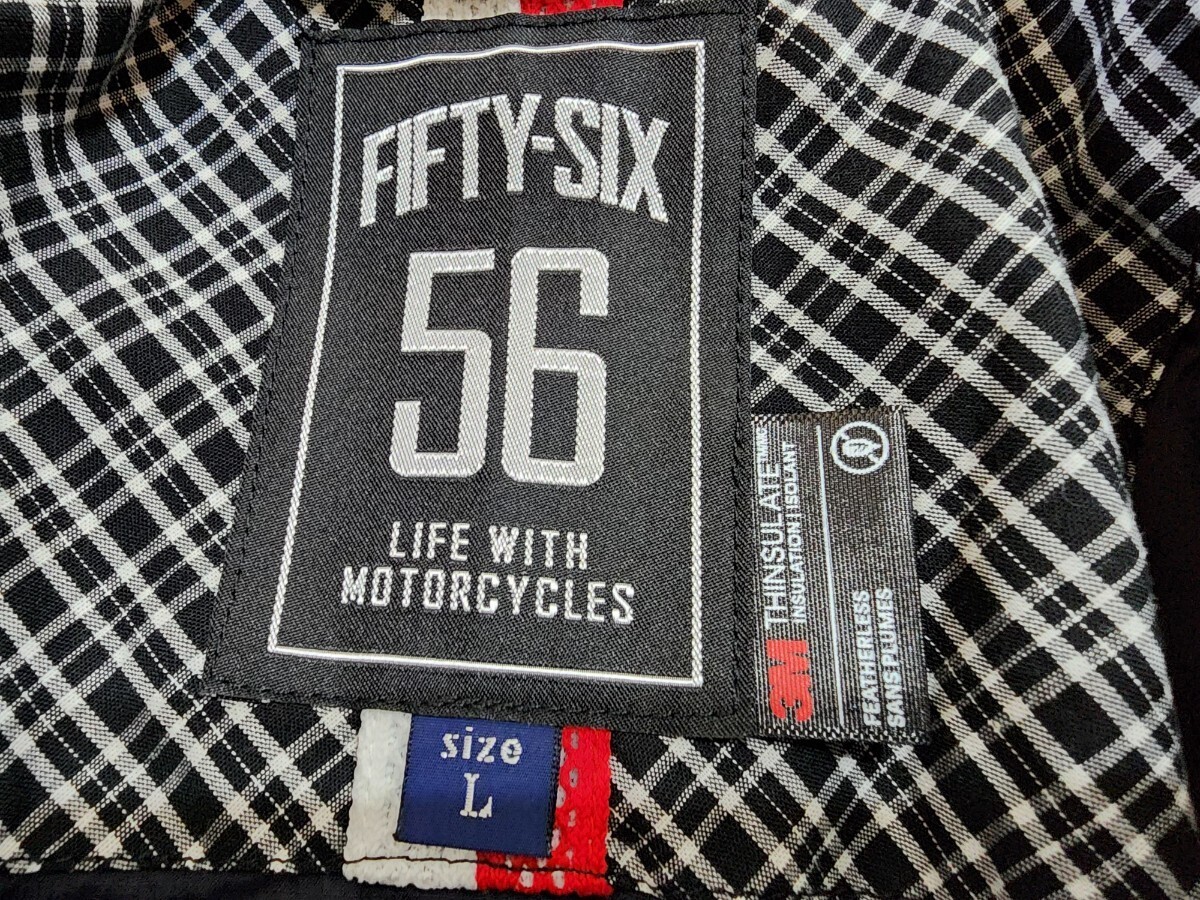 FIFTY-SIX
56
LIFE WITH
MOTORCYCLES
size
L
3M THINSULATE
INSULATION | ISOLANT
FEATHERLESS
SANS PLUMES